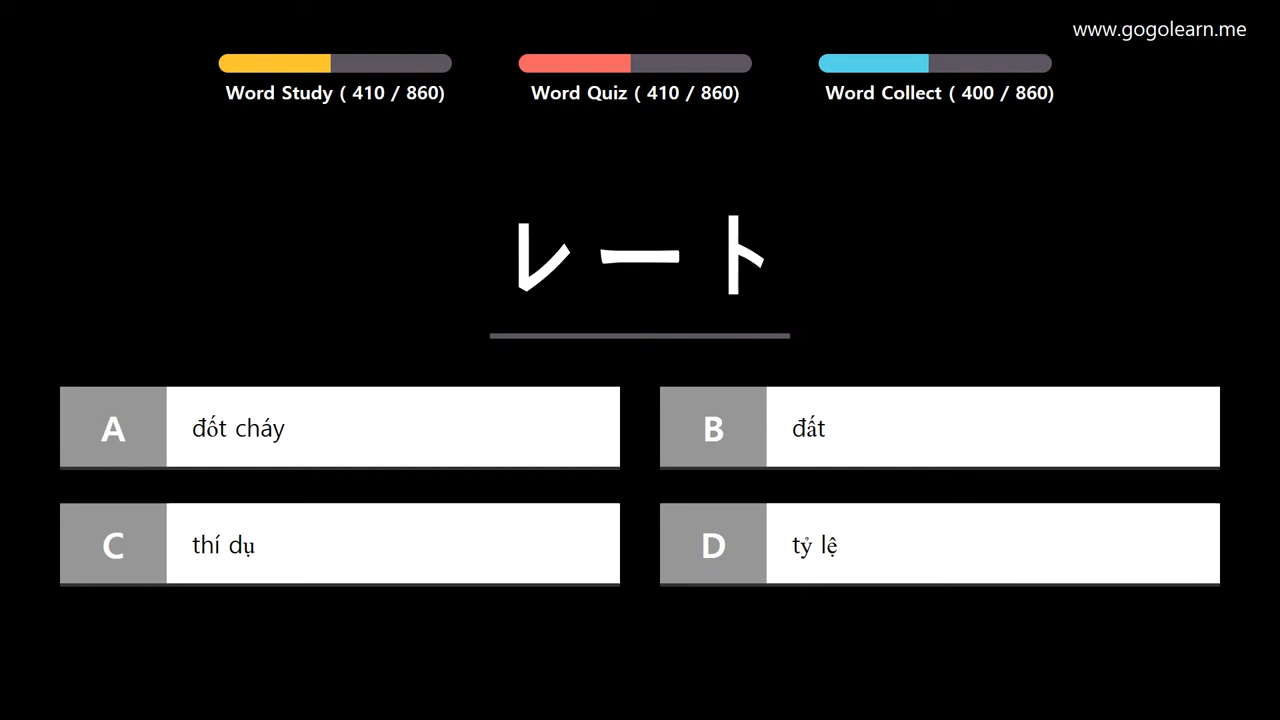 www.gogolearn.me
Word Study ( 410 / 860)
Word Quiz ( 410 / 860)
Word Collect ( 400 / 860)
レート
A đốt cháy
B đất
C thí dụ
D tỷ lệ